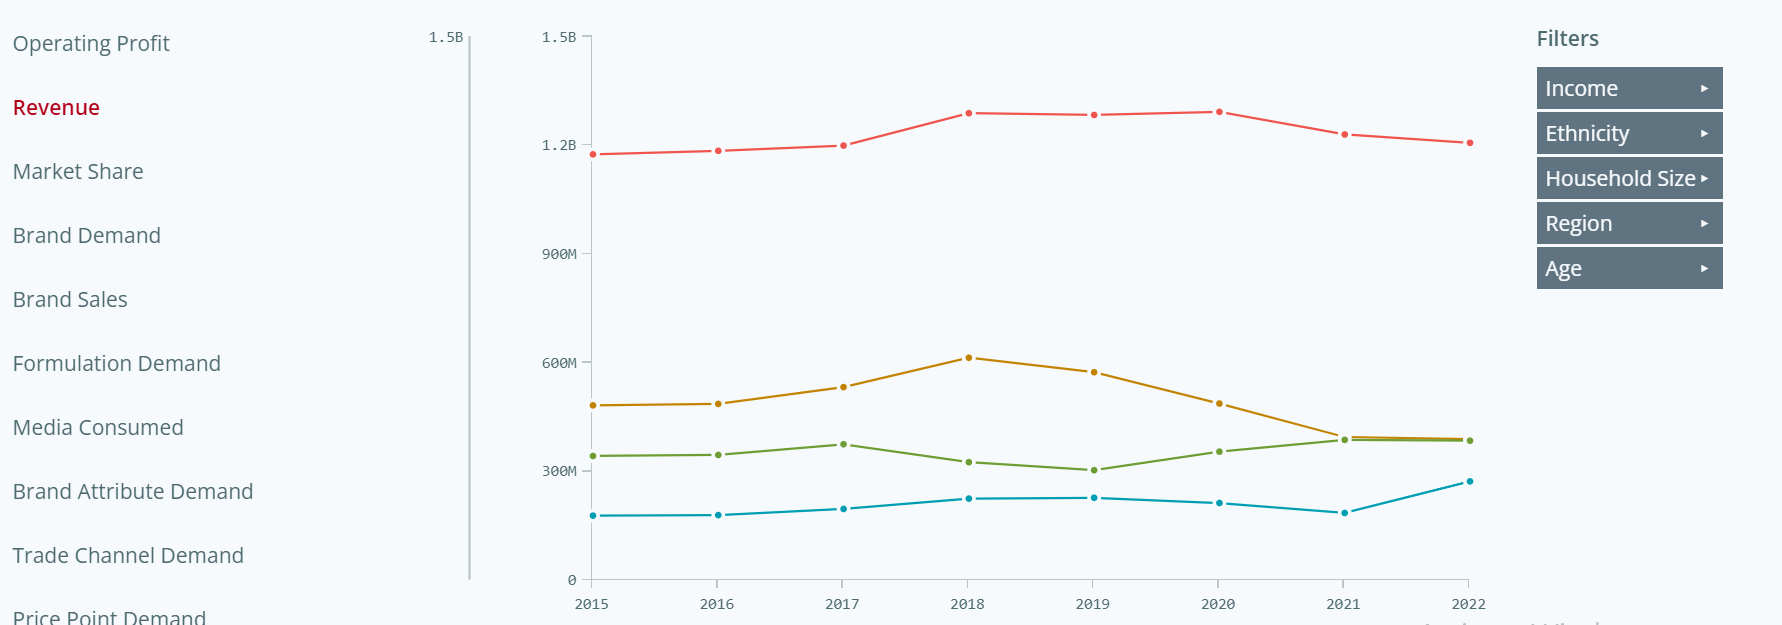 Operating Profit
Revenue
Market Share
Brand Demand
Brand Sales
Formulation Demand
Media Consumed
Brand Attribute Demand
Trade Channel Demand
Price Point Demand
1.5B
1.5B
1.2B
900M
600M
300M
0
2015 2016 2017 2018 2019 2020 2021 2022
Filters
Income ▸
Ethnicity ▸
Household Size ▸
Region ▸
Age ▸